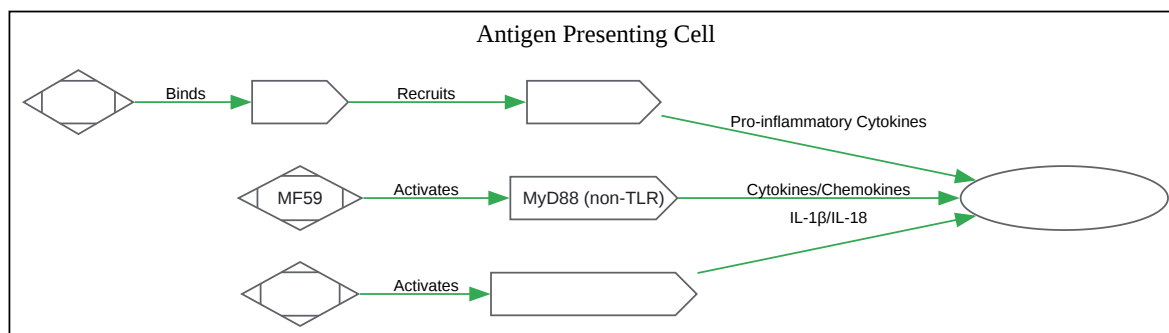 Antigen Presenting Cell
Binds
Recruits
Pro-inflammatory Cytokines
MF59
Activates
MyD88 (non-TLR)
Cytokines/Chemokines
IL-1β/IL-18
Activates